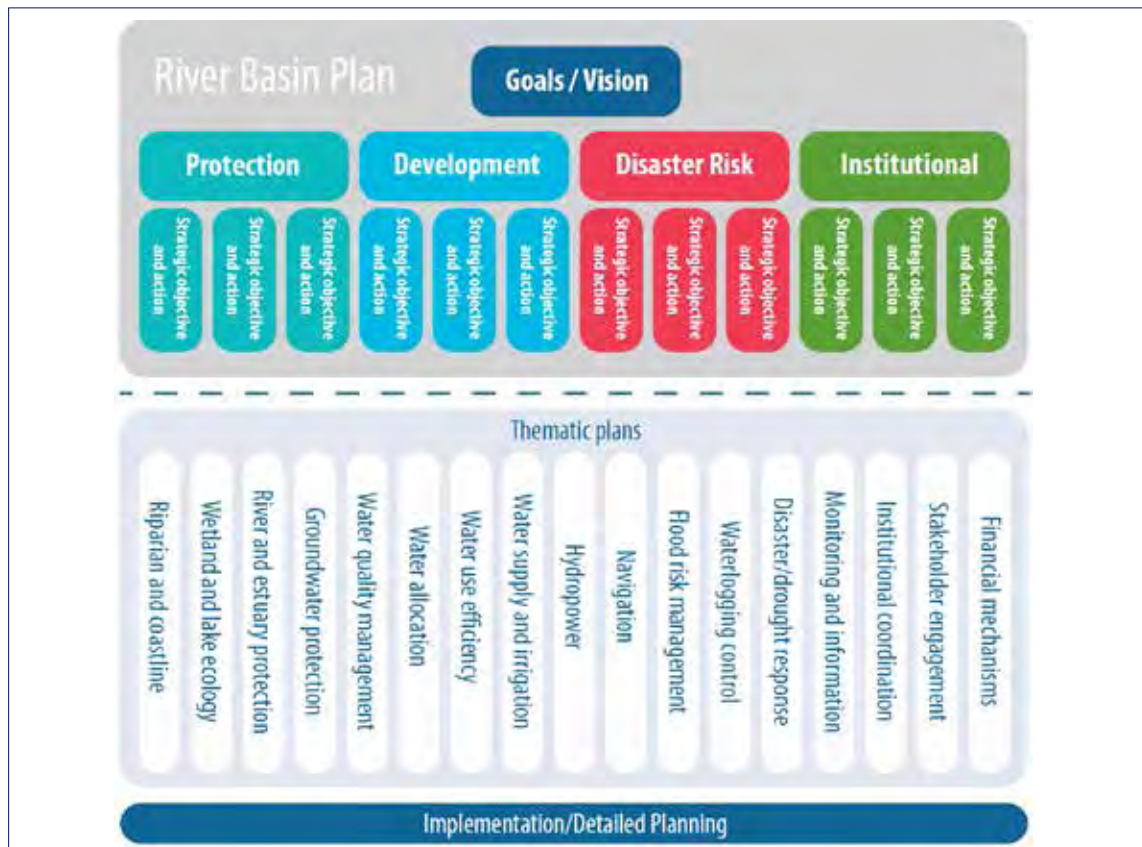 River Basin Plan
Goals / Vision
Protection
Development
Disaster Risk
Institutional
Strategic objective
and action
Strategic objective
and action
Strategic objective
and action
Strategic objective
and action
Strategic objective
and action
Strategic objective
and action
Strategic objective
and action
Strategic objective
and action
Strategic objective
and action
Strategic objective
and action
Strategic objective
and action
Strategic objective
and action
Thematic plans
Riparian and coastline
Wetland and lake ecology
River and estuary protection
Groundwater protection
Water quality management
Water allocation
Water use efficiency
Water supply and irrigation
Hydropower
Navigation
Flood risk management
Waterlogging control
Disaster/drought response
Monitoring and information
Institutional coordination
Stakeholder engagement
Financial mechanisms
Implementation/Detailed Planning